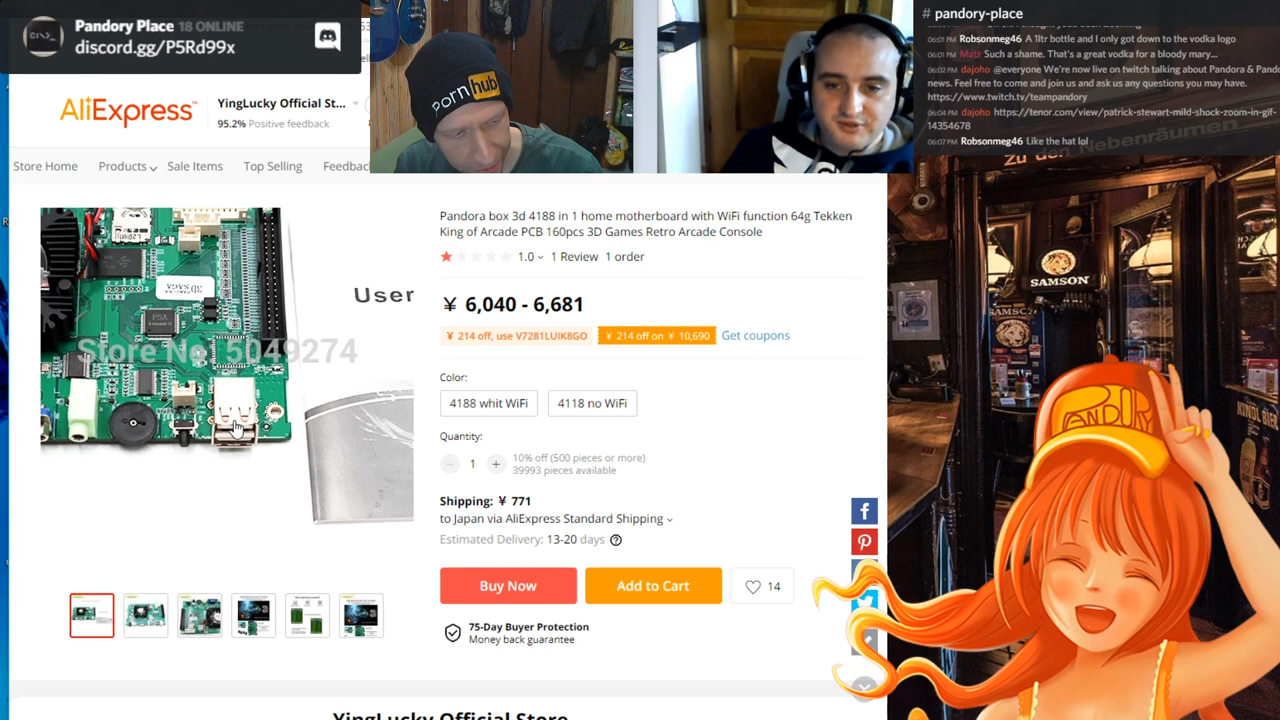 Pandory Place 18 ONLINE
discord.gg/P5Rd99x
AliExpress™
YingLucky Official St...
95.2% Positive feedback
Store Home Products Sale Items Top Selling Feedback
porn hub
# pandory-place
06:01 PM Robsonmeg46 A 1ltr bottle and I only got down to the vodka logo
06:01 PM Matt Such a shame. That's a great vodka for a bloody mary...
06:02 PM dajoho @everyone We're now live on twitch talking about Pandora &
news. Feel free to come and join us and ask us any questions you may have.
https://www.twitch.tv/teampandory
06:04 PM dajoho https://tenor.com/view/patrick-stewart-mild-shock-zoom-in-gif-
14354678
06:07 PM Robsonmeg46 Like the hat lol
Zu den Nebenräumen
SAMSON
PANDORY
Pandora box 3d 4188 in 1 home motherboard with WiFi function 64g Tekken
King of Arcade PCB 160pcs 3D Games Retro Arcade Console
1.0 1 Review 1 order
¥ 6,040 - 6,681
¥ 214 off, use V7281LUIK8GO ¥ 214 off on ¥ 10,690 Get coupons
3D SAGA
PSA
User
Store No: 5049274
Color:
4188 whit WiFi 4118 no WiFi
Quantity:
1
10% off (500 pieces or more)
39993 pieces available
Shipping: ¥ 771
to Japan via AliExpress Standard Shipping
Estimated Delivery: 13-20 days
Buy Now Add to Cart 14
75-Day Buyer Protection
Money back guarantee
YingLucky Official Store